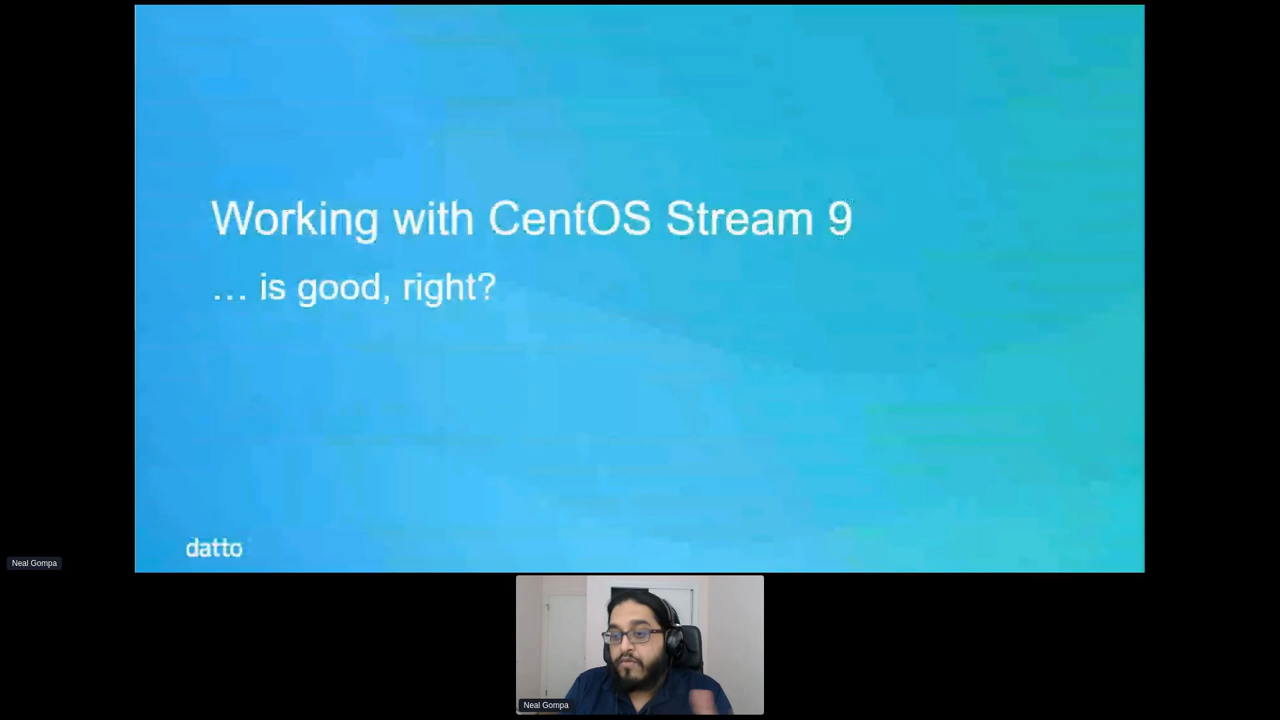 Working with CentOS Stream 9
… is good, right?
datto
Neal Gompa
Neal Gompa